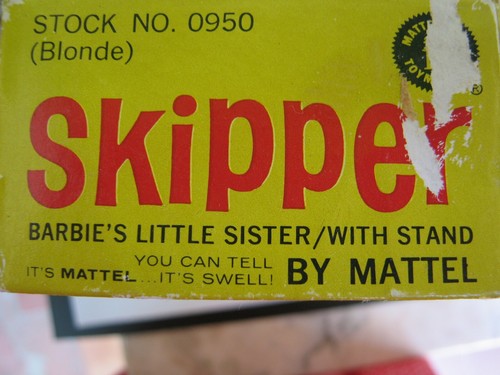 STOCK NO. 0950
(Blonde)
Skipper
BARBIE'S LITTLE SISTER/WITH STAND
YOU CAN TELL
IT'S MATTEL...IT'S SWELL! BY MATTEL